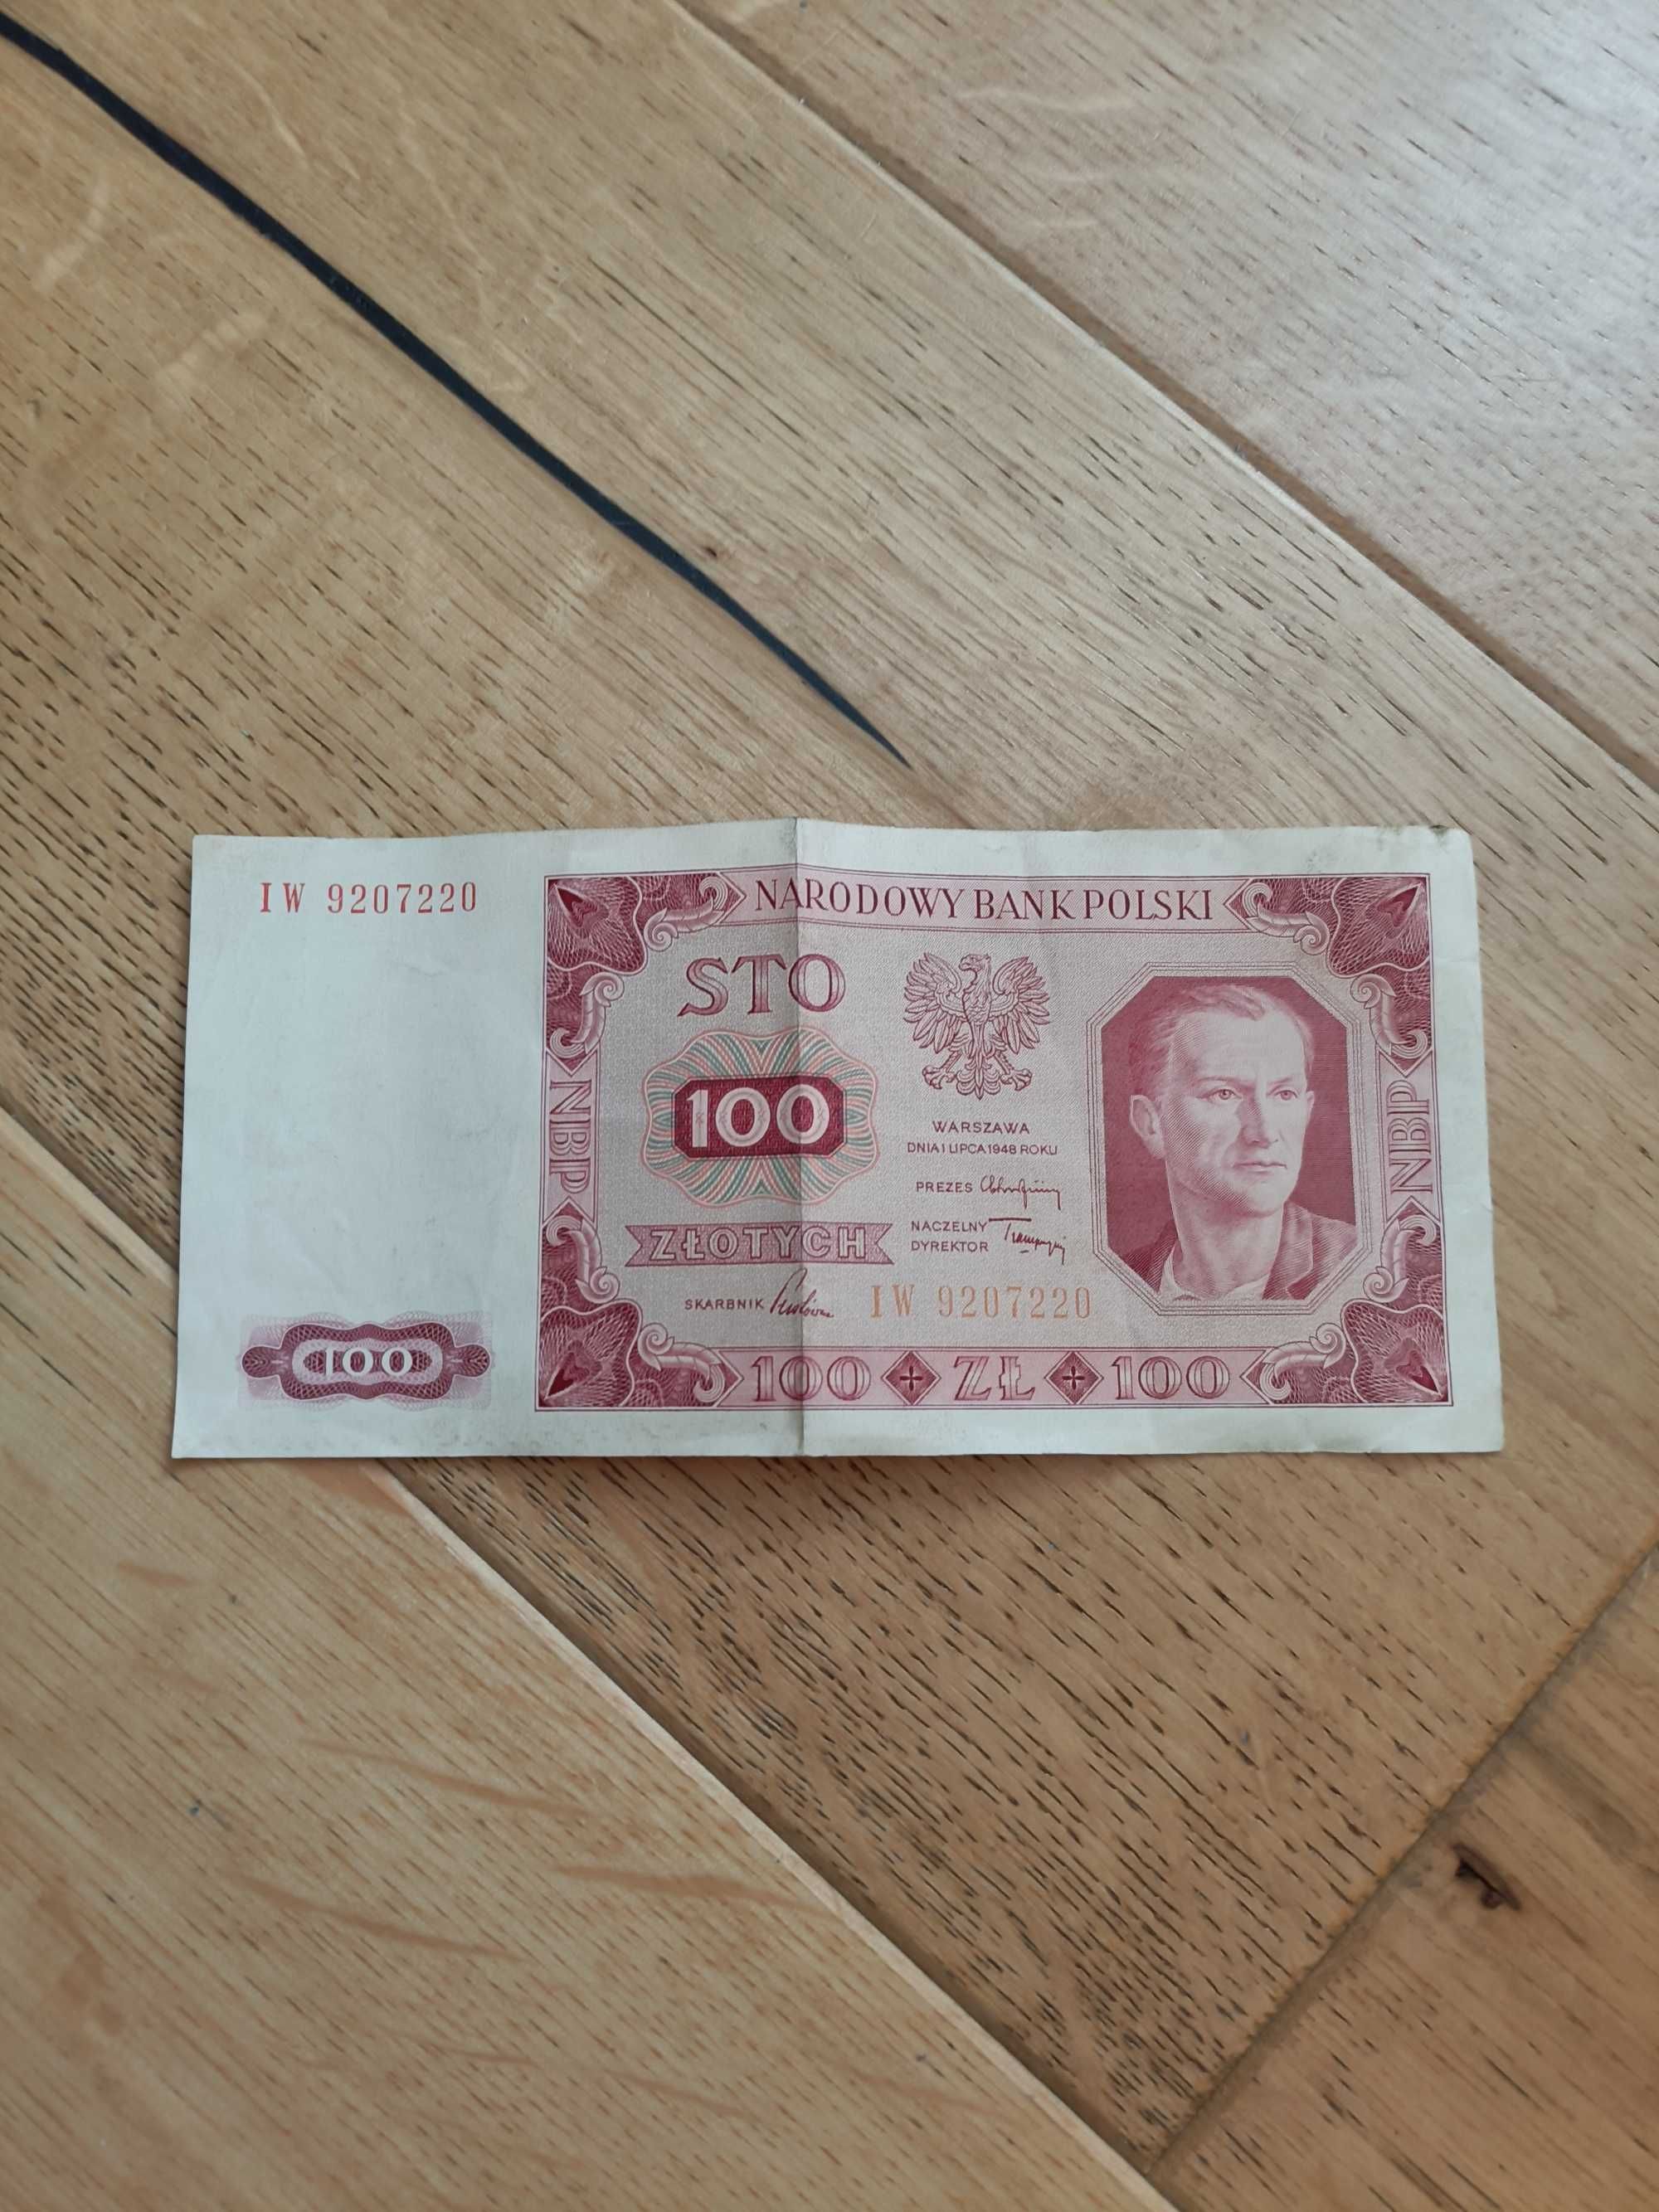 IW 9207220
NARODOWY BANK POLSKI
STO
100
ZŁOTYCH
WARSZAWA
DNIA 1 LIPCA 1948 ROKU
PREZES
NACZELNY
DYREKTOR
SKARBNIK
IW 9207220
NBP
NBP
100
100 ZŁ 100